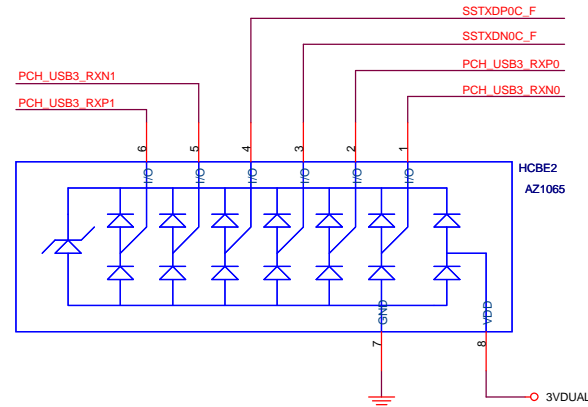 SSTXDP0C_F
SSTXDN0C_F
PCH_USB3_RXN1
PCH_USB3_RXP0
PCH_USB3_RXP1
PCH_USB3_RXN0
6
5
4
3
2
1
I/O
I/O
I/O
I/O
I/O
I/O
HCBE2
AZ1065
GND
VDD
7
8
3VDUAL